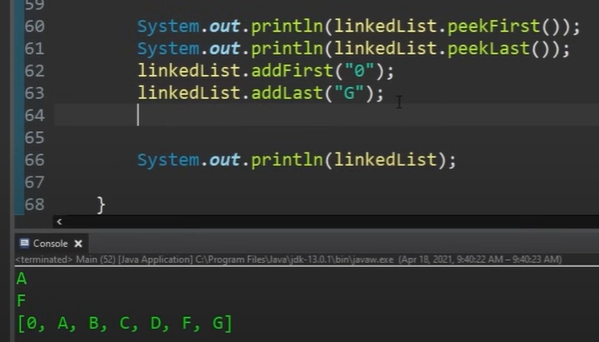 59
60 System.out.println(linkedList.peekFirst());
61 System.out.println(linkedList.peekLast());
62 linkedList.addFirst("0");
63 linkedList.addLast("G");
64
65
66 System.out.println(linkedList);
67
68 }
Console
<terminated> Main (52) [Java Application] C:\Program Files\Java\jdk-13.0.1\bin\javaw.exe (Apr 18, 2021, 9:40:22 AM – 9:40:23 AM)
A
F
[0, A, B, C, D, F, G]